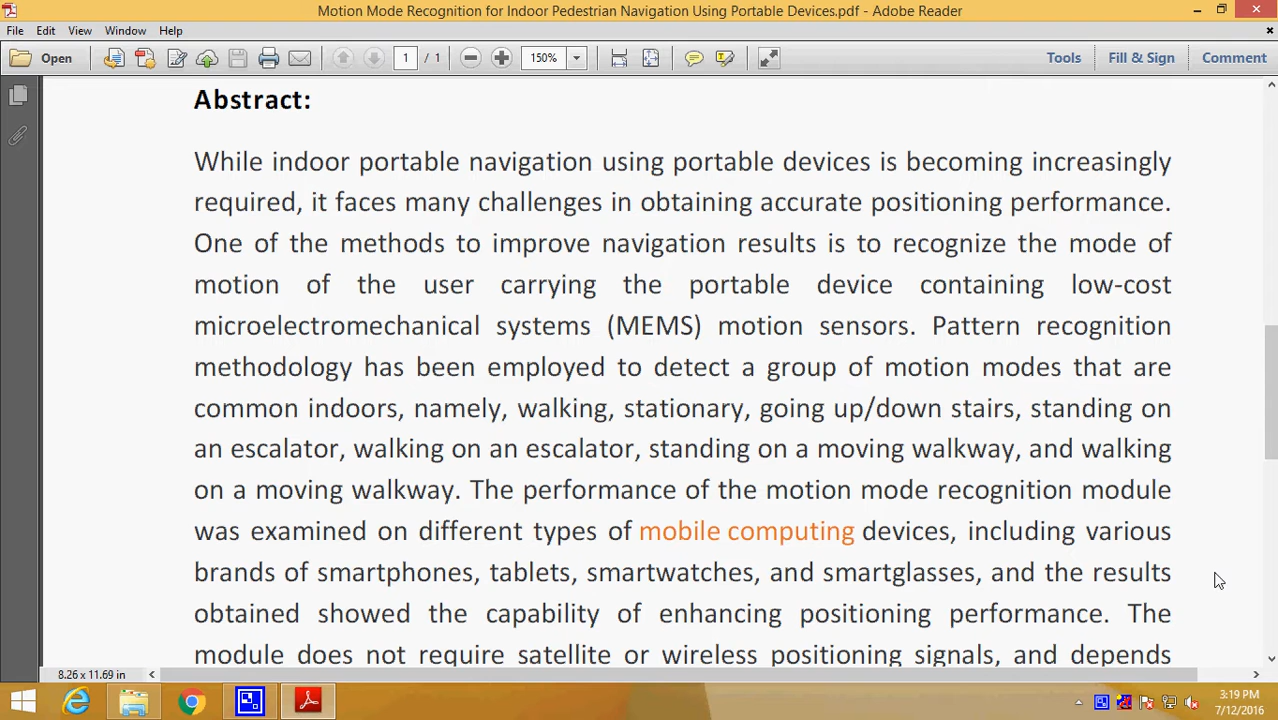 Motion Mode Recognition for Indoor Pedestrian Navigation Using Portable Devices.pdf - Adobe Reader
File Edit View Window Help
Open 1 / 1 150% Tools Fill & Sign Comment
Abstract:
While indoor portable navigation using portable devices is becoming increasingly
required, it faces many challenges in obtaining accurate positioning performance.
One of the methods to improve navigation results is to recognize the mode of
motion of the user carrying the portable device containing low-cost
microelectromechanical systems (MEMS) motion sensors. Pattern recognition
methodology has been employed to detect a group of motion modes that are
common indoors, namely, walking, stationary, going up/down stairs, standing on
an escalator, walking on an escalator, standing on a moving walkway, and walking
on a moving walkway. The performance of the motion mode recognition module
was examined on different types of mobile computing devices, including various
brands of smartphones, tablets, smartwatches, and smartglasses, and the results
obtained showed the capability of enhancing positioning performance. The
module does not require satellite or wireless positioning signals, and depends
8.26 x 11.69 in
3:19 PM
7/12/2016